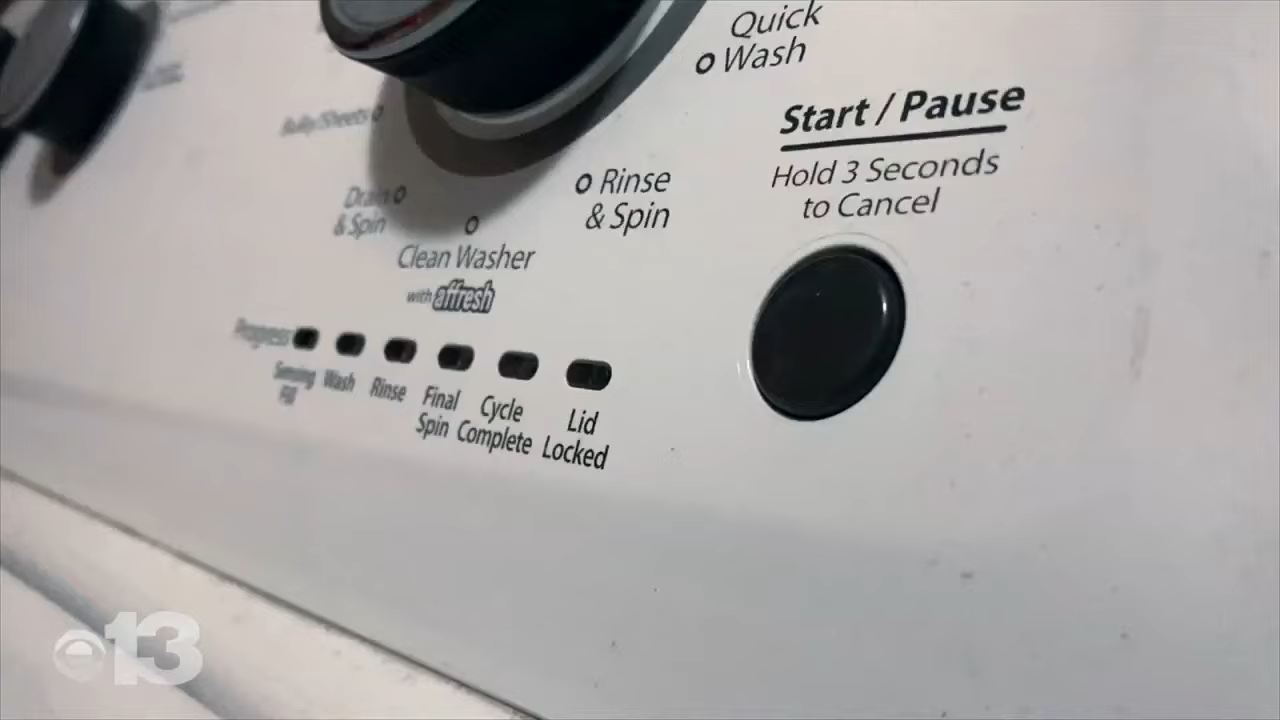 Quick
Wash
Start / Pause
Hold 3 Seconds
to Cancel
Bulky/Sheets
Rinse
& Spin
Drain
& Spin
Clean Washer
with affresh
Progress
Sensing
Fill
Wash
Rinse
Final
Spin
Cycle
Complete
Lid
Locked
13